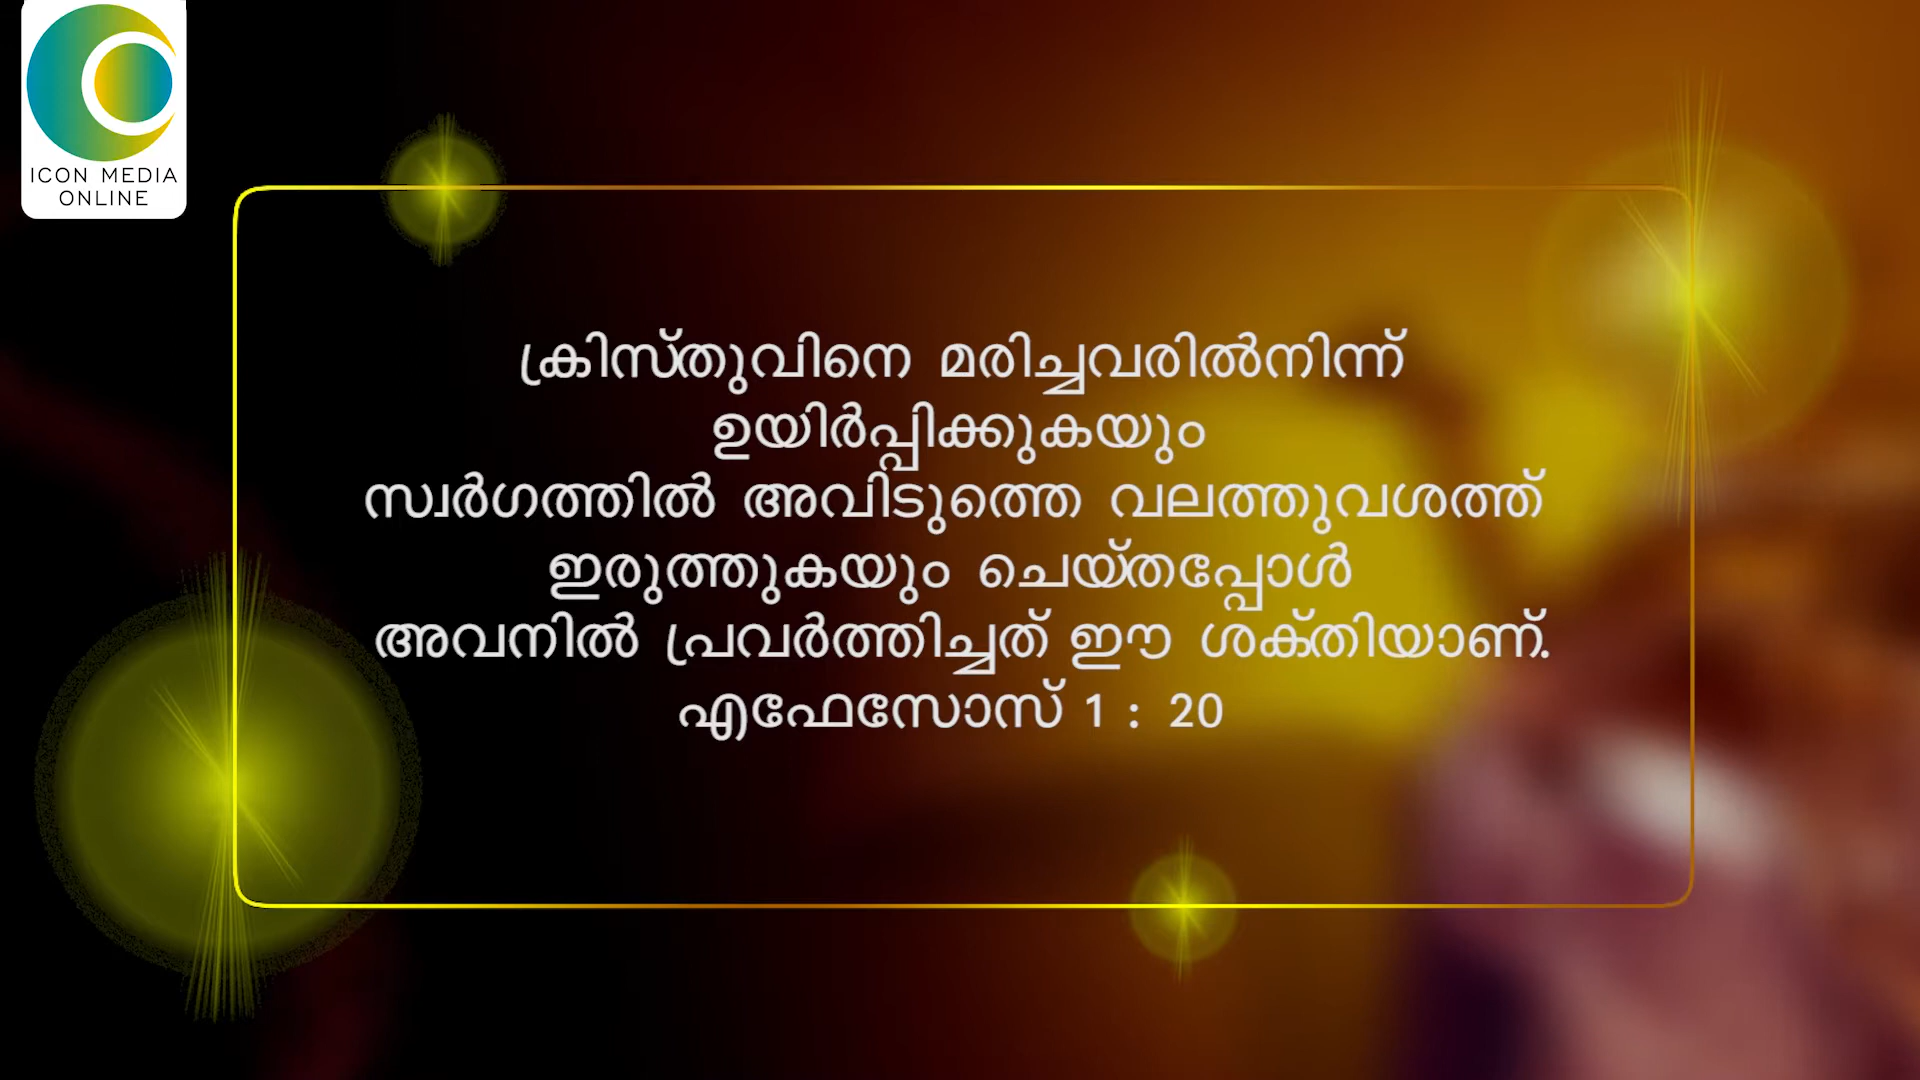 ICON MEDIA
ONLINE
ക്രിസ്തുവിനെ മരിച്ചവരിൽനിന്ന്
ഉയിർപ്പിക്കുകയും
സ്വർഗത്തിൽ അവിടുത്തെ വലത്തുവശത്ത്
ഇരുത്തുകയും ചെയ്തപ്പോൾ
അവനിൽ പ്രവർത്തിച്ചത് ഈ ശക്തിയാണ്.
എഫേസോസ് 1 : 20